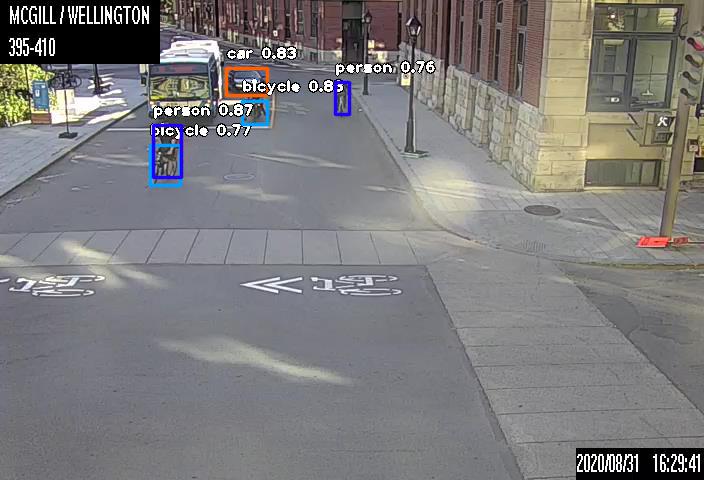 MCGILL / WELLINGTON
395-410
car 0.83
person 0.76
bicycle 0.8
person 0.87
bicycle 0.77
2020/08/31 16:29:41